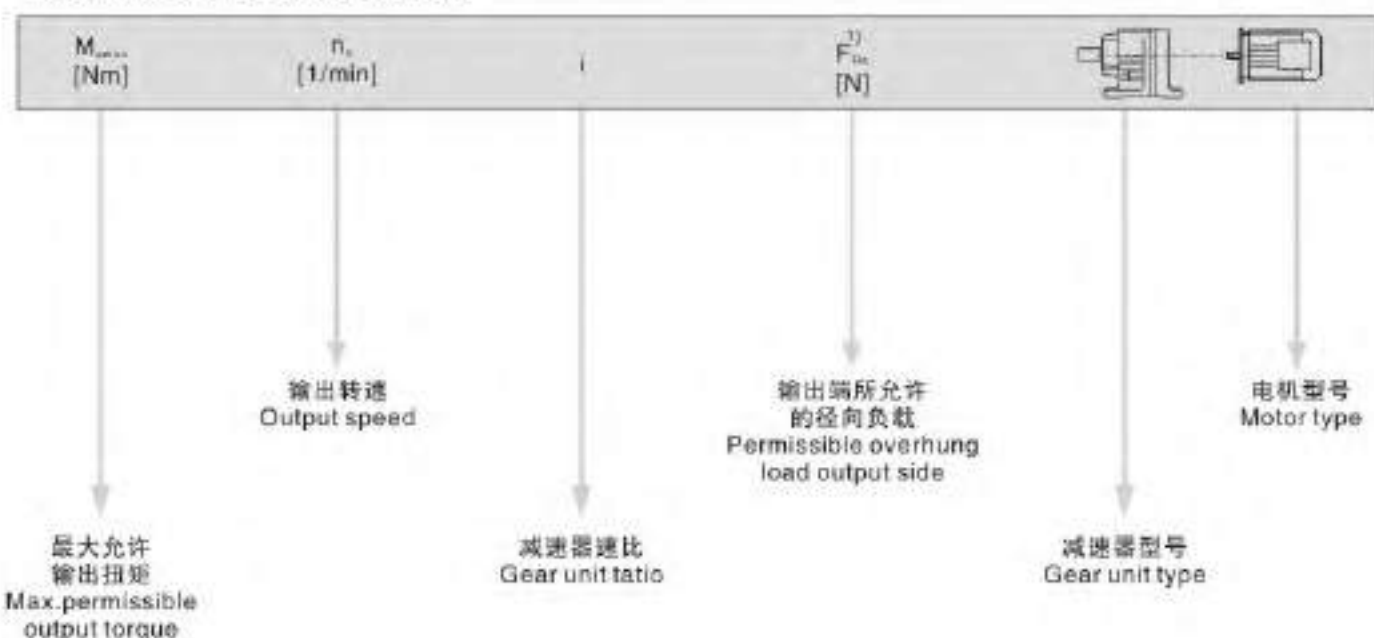 [Nm]
[1/min]
i
1)
F
[N]
输出转速
Output speed
输出端所允许
的径向负载
Permissible overhung
load output side
电机型号
Motor type
最大允许
输出扭矩
Max.permissible
output torque
减速器速比
Gear unit tatio
减速器型号
Gear unit type